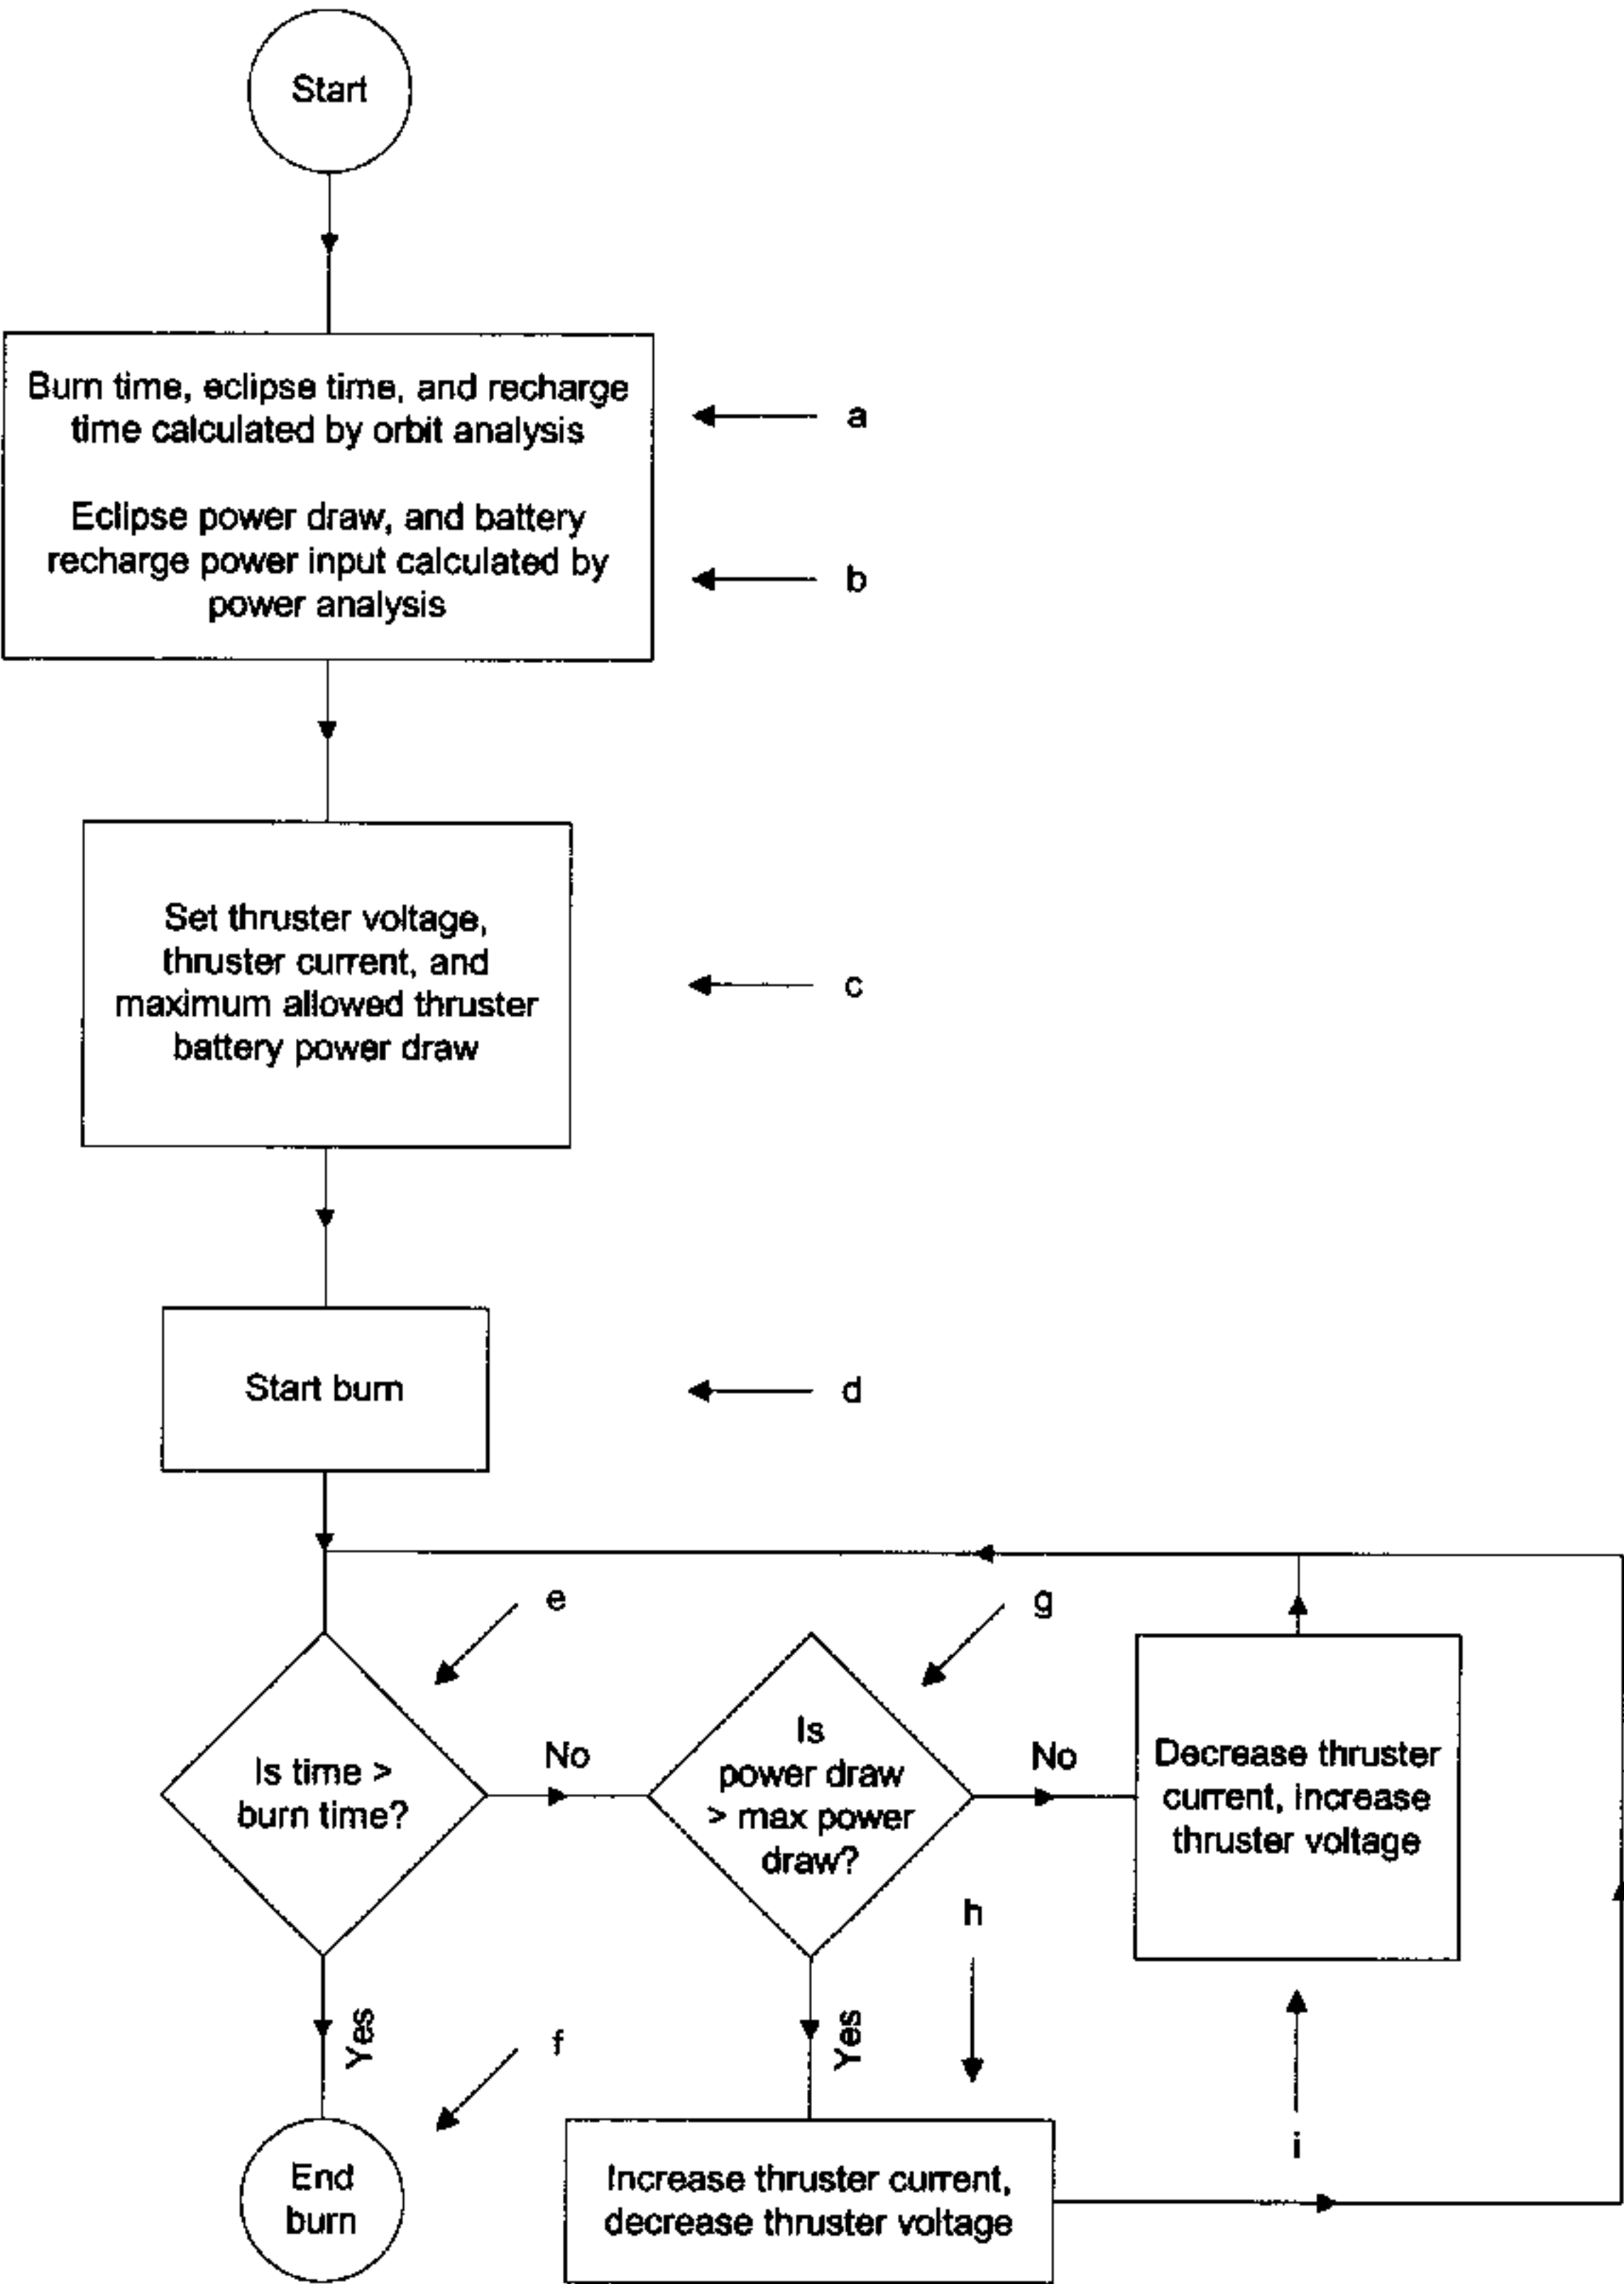 Start
Burn time, eclipse time, and recharge
time calculated by orbit analysis
a
Eclipse power draw, and battery
recharge power input calculated by
power analysis
b
Set thruster voltage,
thruster current, and
maximum allowed thruster
battery power draw
c
Start burn
d
e
g
Is time >
burn time?
No
Is
power draw
> max power
draw?
No
Decrease thruster
current, increase
thruster voltage
h
Yes
f
Yes
i
End
burn
Increase thruster current,
decrease thruster voltage